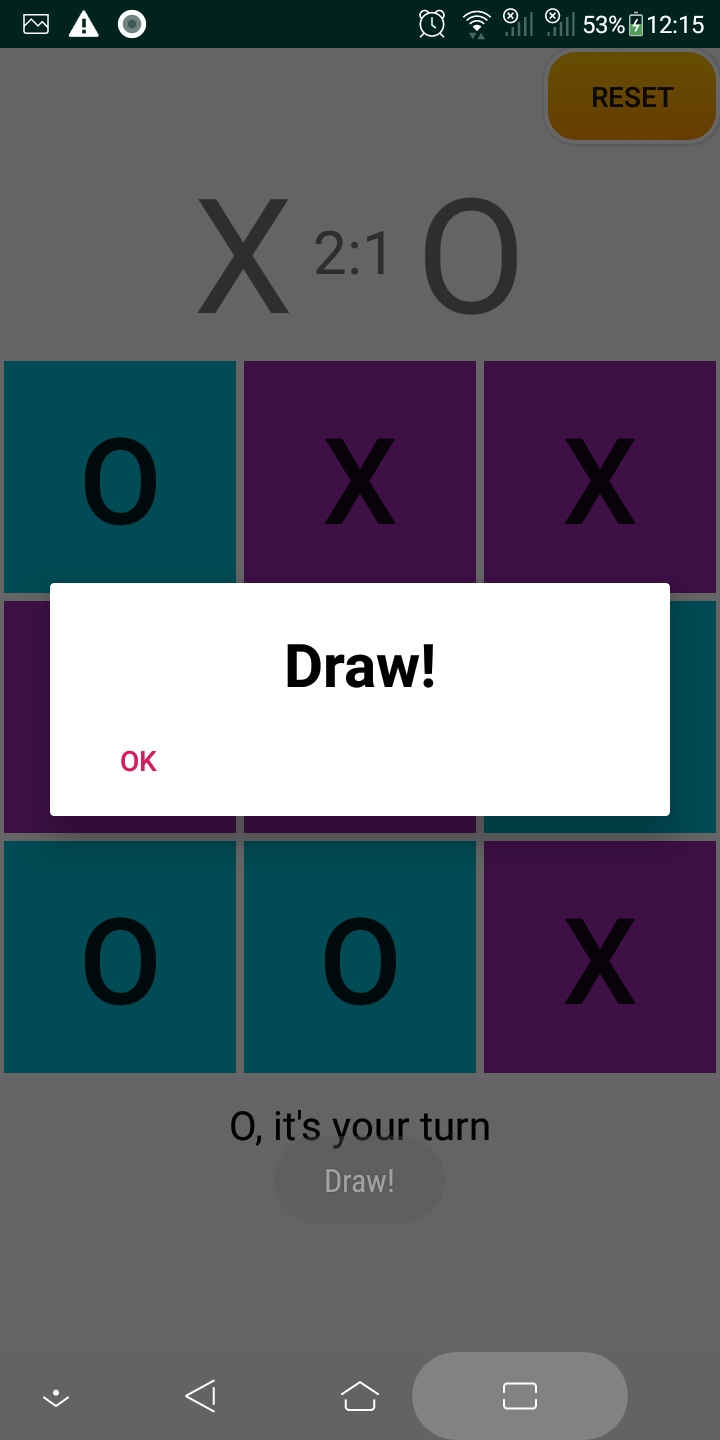 53% 12:15
RESET
X 2:1 O
O X X
Draw!
OK
O O X
O, it's your turn
Draw!